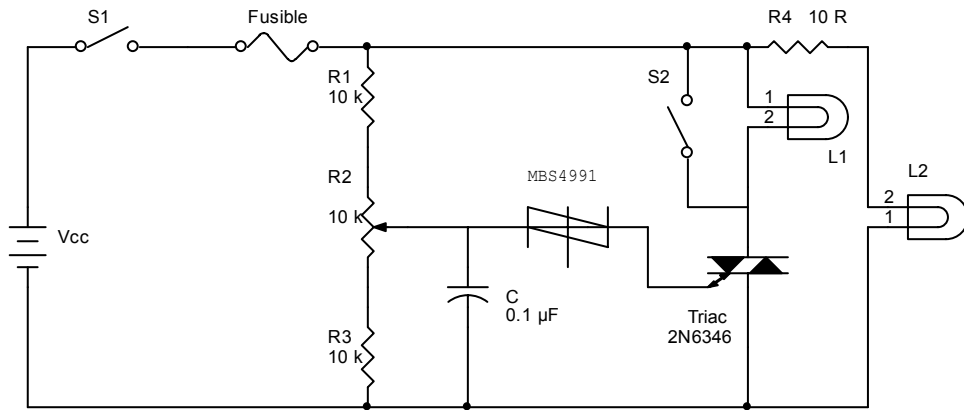 S1
Fusible
R4 10 R
R1
10 k
S2
1
2
L1
R2
10 k
MBS4991
L2
2
1
Vcc
C
0.1 µF
Triac
2N6346
R3
10 k